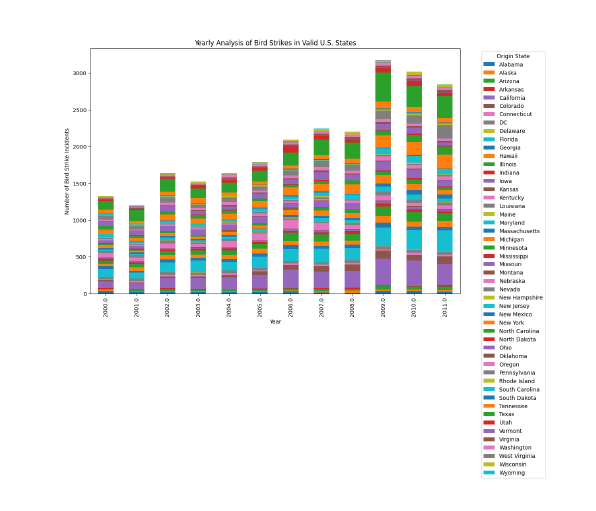 Yearly Analysis of Bird Strikes in Valid U.S. States
Number of Bird Strike Incidents
3000
2500
2000
1500
1000
500
0
2000.0
2001.0
2002.0
2003.0
2004.0
2005.0
2006.0
2007.0
2008.0
2009.0
2010.0
2011.0
Year
Origin State
Alabama
Alaska
Arizona
Arkansas
California
Colorado
Connecticut
DC
Delaware
Florida
Georgia
Hawaii
Illinois
Indiana
Iowa
Kansas
Kentucky
Louisiana
Maine
Maryland
Massachusetts
Michigan
Minnesota
Mississippi
Missouri
Montana
Nebraska
Nevada
New Hampshire
New Jersey
New Mexico
New York
North Carolina
North Dakota
Ohio
Oklahoma
Oregon
Pennsylvania
Rhode Island
South Carolina
South Dakota
Tennessee
Texas
Utah
Vermont
Virginia
Washington
West Virginia
Wisconsin
Wyoming